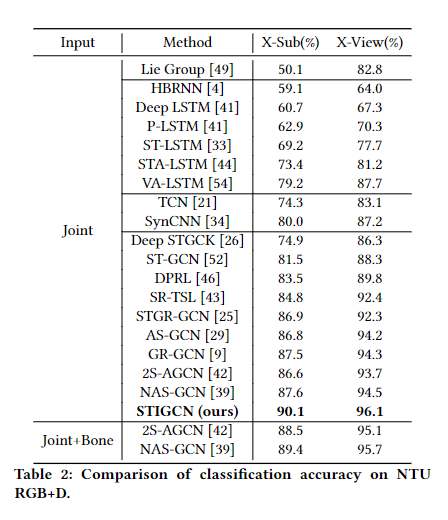 Input Method X-Sub(%) X-View(%)
Lie Group [49] 50.1 82.8
HBRNN [4] 59.1 64.0
Deep LSTM [41] 60.7 67.3
P-LSTM [41] 62.9 70.3
ST-LSTM [33] 69.2 77.7
STA-LSTM [44] 73.4 81.2
VA-LSTM [54] 79.2 87.7
TCN [21] 74.3 83.1
Joint SynCNN [34] 80.0 87.2
Deep STGCK [26] 74.9 86.3
ST-GCN [52] 81.5 88.3
DPRL [46] 83.5 89.8
SR-TSL [43] 84.8 92.4
STGR-GCN [25] 86.9 92.3
AS-GCN [29] 86.8 94.2
GR-GCN [9] 87.5 94.3
2S-AGCN [42] 86.6 93.7
NAS-GCN [39] 87.6 94.5
STIGCN (ours) 90.1 96.1
Joint+Bone 2S-AGCN [42] 88.5 95.1
NAS-GCN [39] 89.4 95.7
Table 2: Comparison of classification accuracy on NTU
RGB+D.